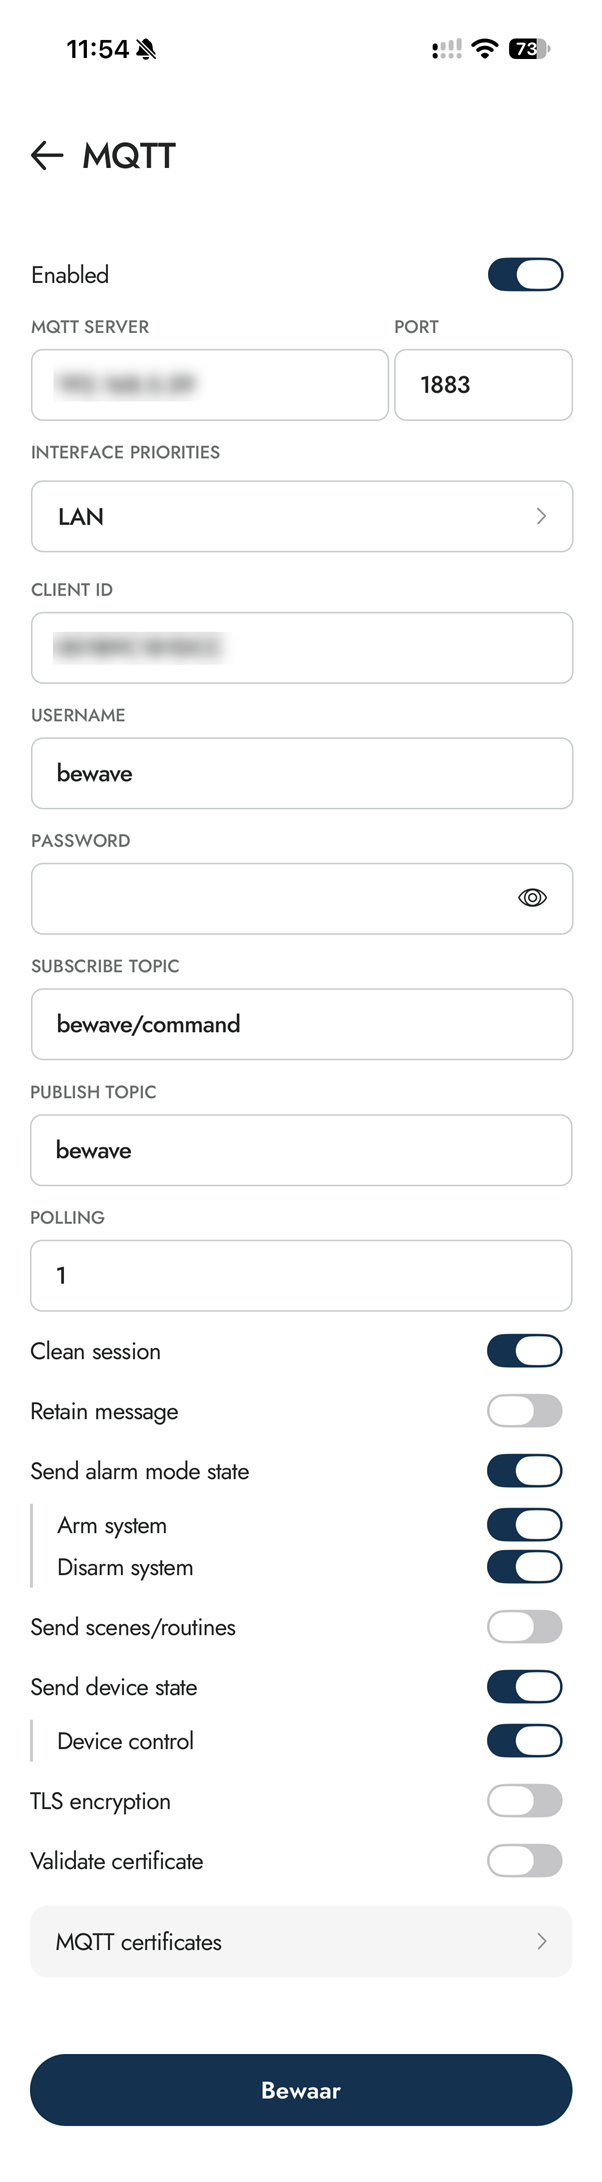 11:54
73
MQTT
Enabled
MQTT SERVER PORT
1883
INTERFACE PRIORITIES
LAN
CLIENT ID
USERNAME
bewave
PASSWORD
SUBSCRIBE TOPIC
bewave/command
PUBLISH TOPIC
bewave
POLLING
1
Clean session
Retain message
Send alarm mode state
Arm system
Disarm system
Send scenes/routines
Send device state
Device control
TLS encryption
Validate certificate
MQTT certificates
Bewaar